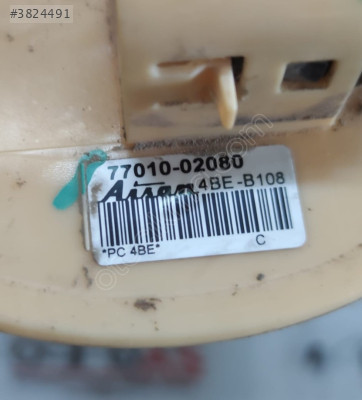 #3824491
77010-02080
Aisan 4BE-B108
*PC 4BE* C